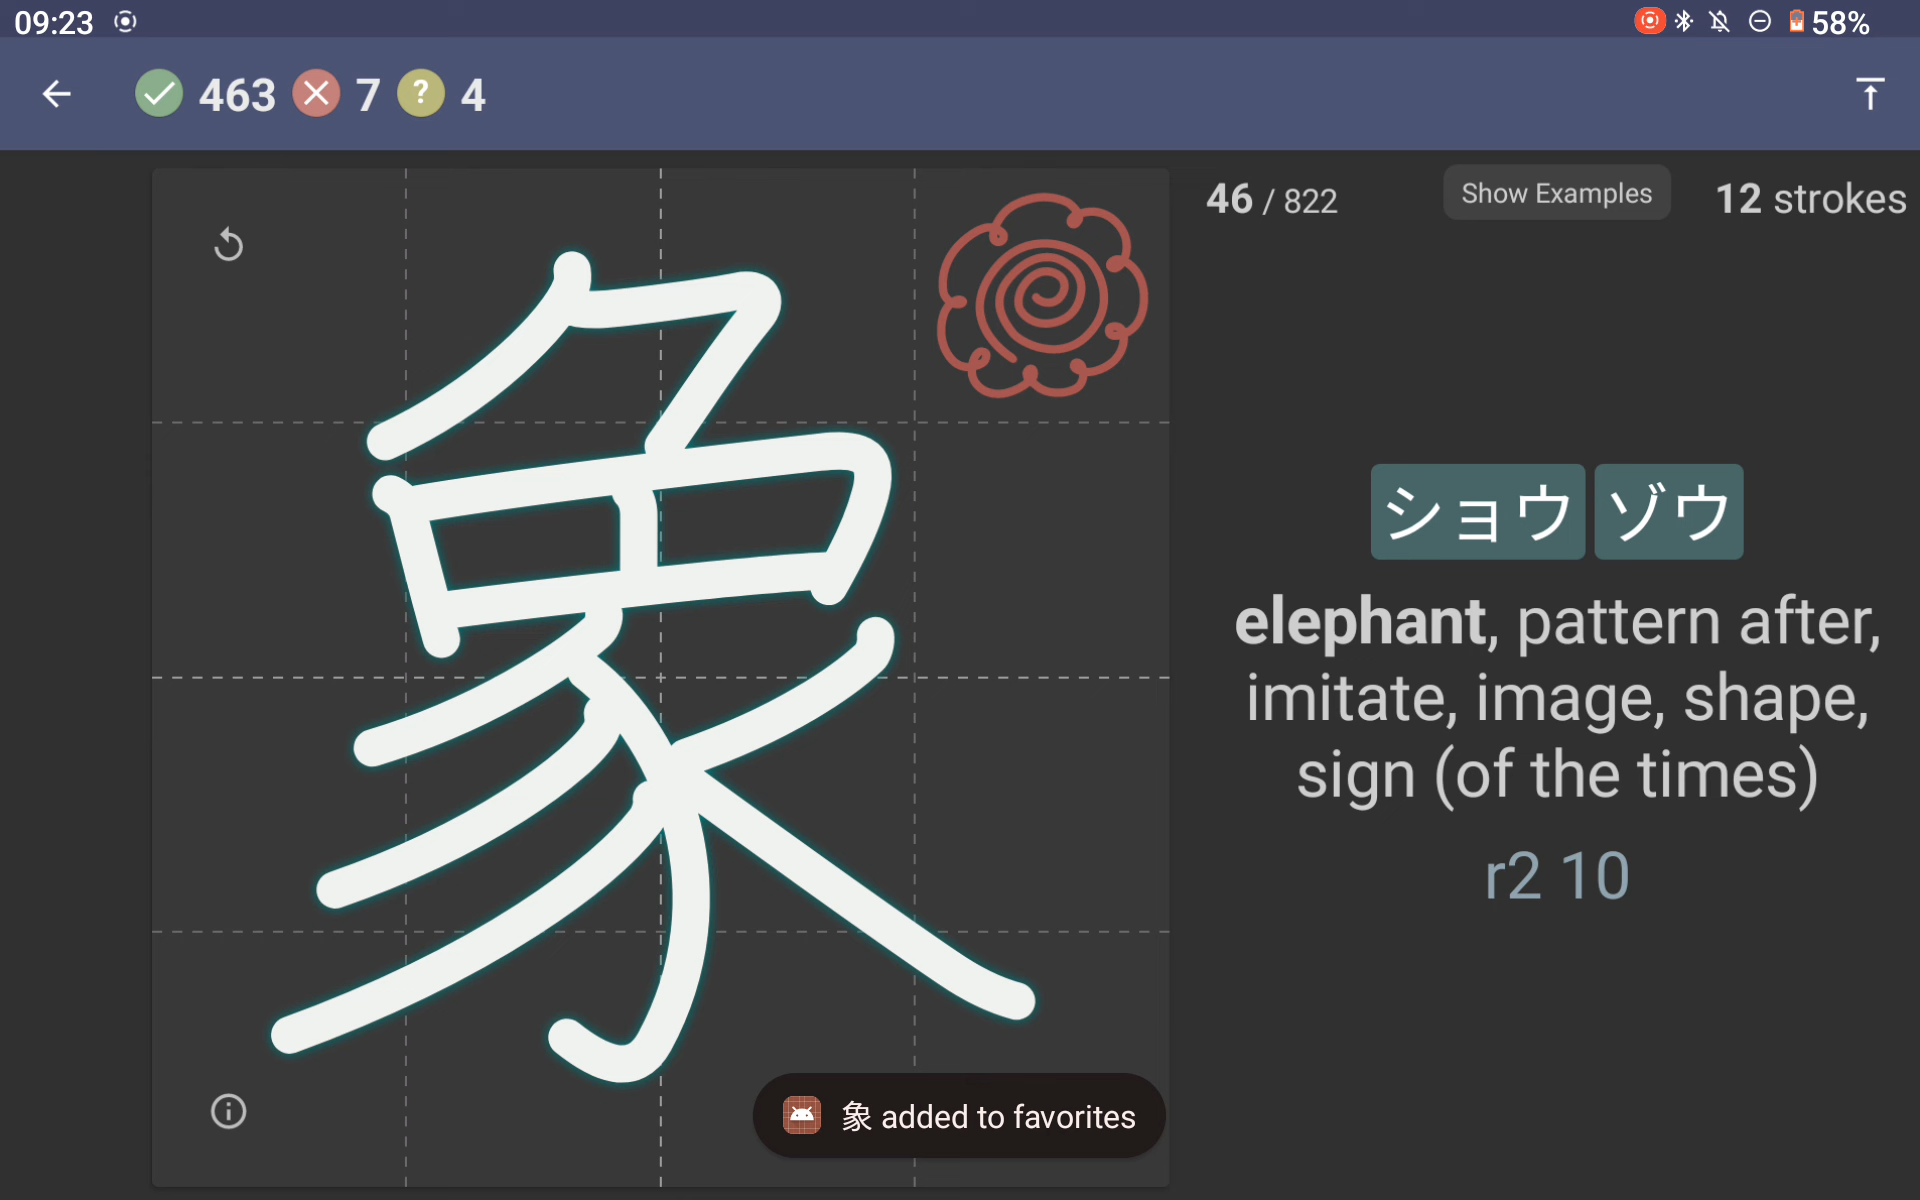 09:23 58%
463 7 ? 4
46 / 822 Show Examples 12 strokes
象
ショウ ゾウ
elephant, pattern after,
imitate, image, shape,
sign (of the times)
r2 10
象 added to favorites